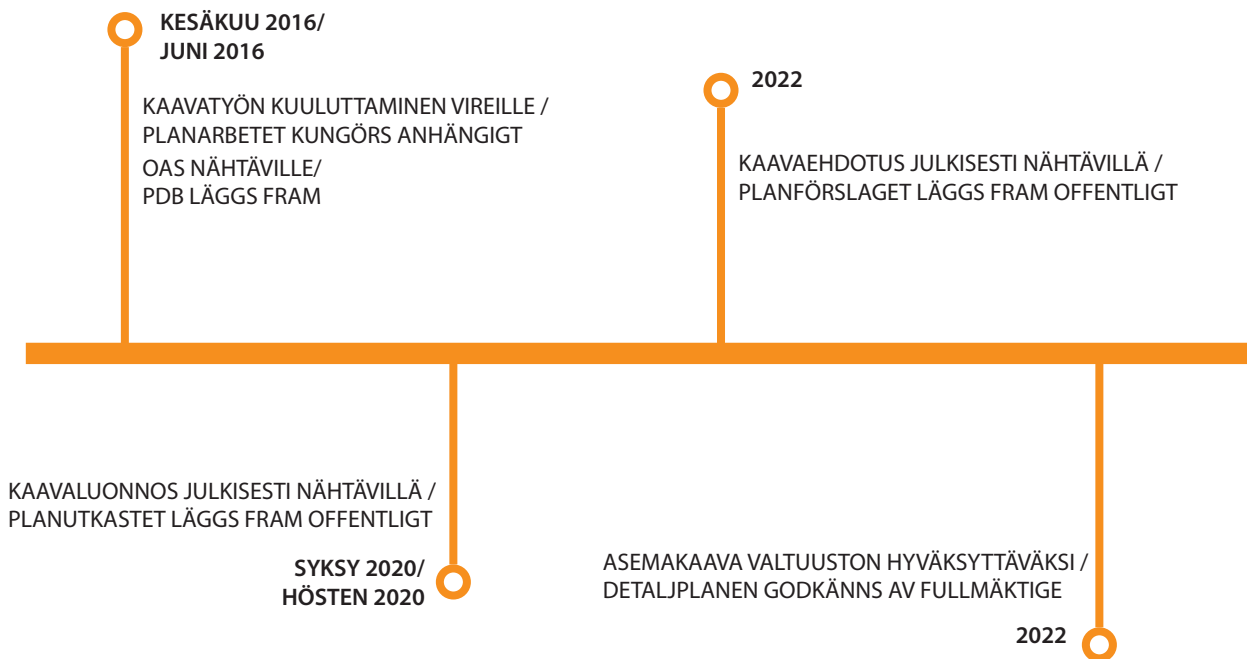 KESÄKUU 2016/
JUNI 2016
KAAVATYÖN KUULUTTAMINEN VIREILLE /
PLANARBETET KUNGÖRS ANHÄNGIGT
OAS NÄHTÄVILLE/
PDB LÄGGS FRAM
2022
KAAVAEHDOTUS JULKISESTI NÄHTÄVILLÄ /
PLANFÖRSLAGET LÄGGS FRAM OFFENTLIGT
KAAVALUONNOS JULKISESTI NÄHTÄVILLÄ /
PLANUTKASTET LÄGGS FRAM OFFENTLIGT
SYKSY 2020/
HÖSTEN 2020
ASEMAKAAVA VALTUUSTON HYVÄKSYTTÄVÄKSI /
DETALJPLANEN GODKÄNNS AV FULLMÄKTIGE
2022